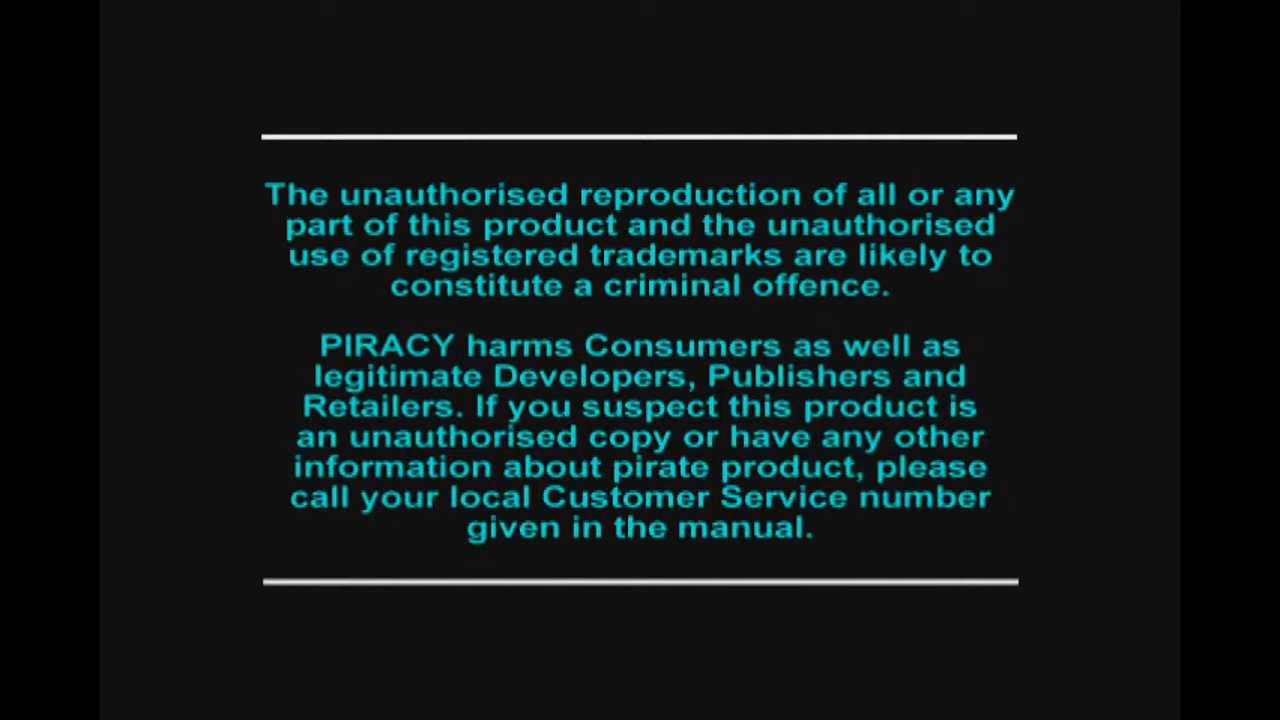 The unauthorised reproduction of all or any
part of this product and the unauthorised
use of registered trademarks are likely to
constitute a criminal offence.
PIRACY harms Consumers as well as
legitimate Developers, Publishers and
Retailers. If you suspect this product is
an unauthorised copy or have any other
information about pirate product, please
call your local Customer Service number
given in the manual.